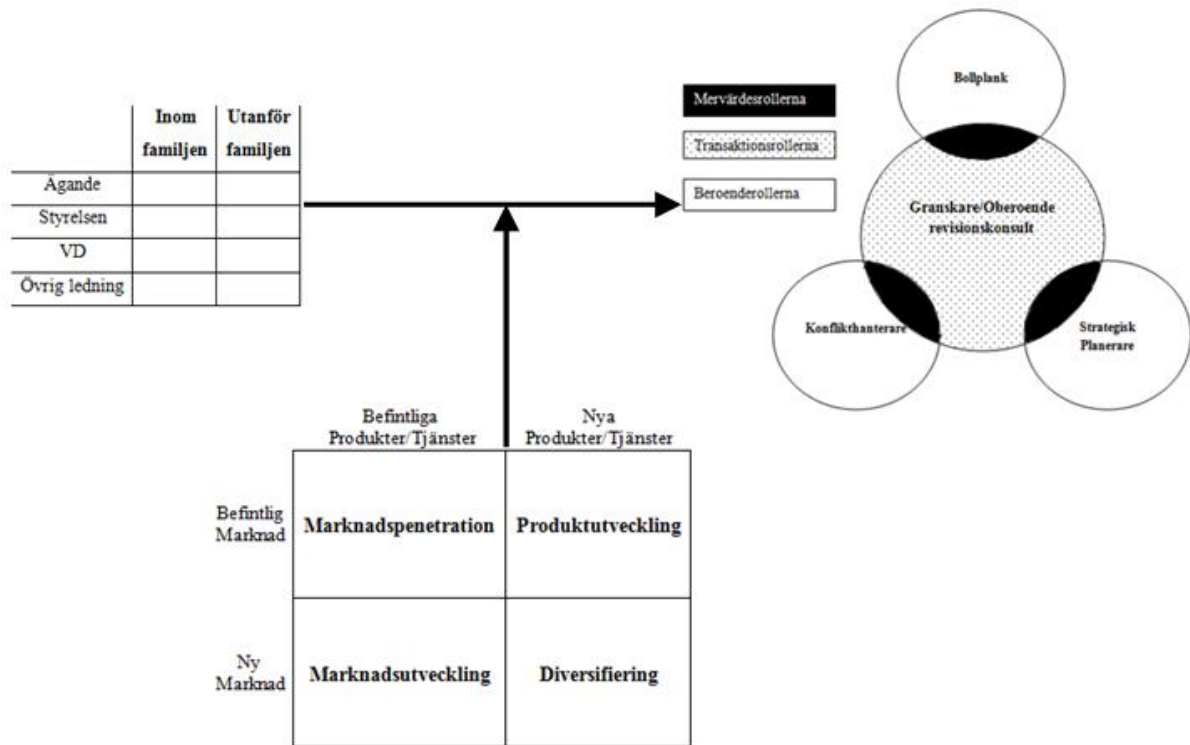 Inom
familjen
Utanför
familjen
Ägande
Styrelsen
VD
Övrig ledning
Mervärdesrollerna
Transaktionsrollerna
Beroenderollerna
Bollplank
Granskare/Oberoende
revisionskonsult
Konflikthanterare
Strategisk
Planerare
Befintliga
Produkter/Tjänster
Nya
Produkter/Tjänster
Befintlig
Marknad
Marknadspenetration
Produktutveckling
Ny
Marknad
Marknadsutveckling
Diversifiering